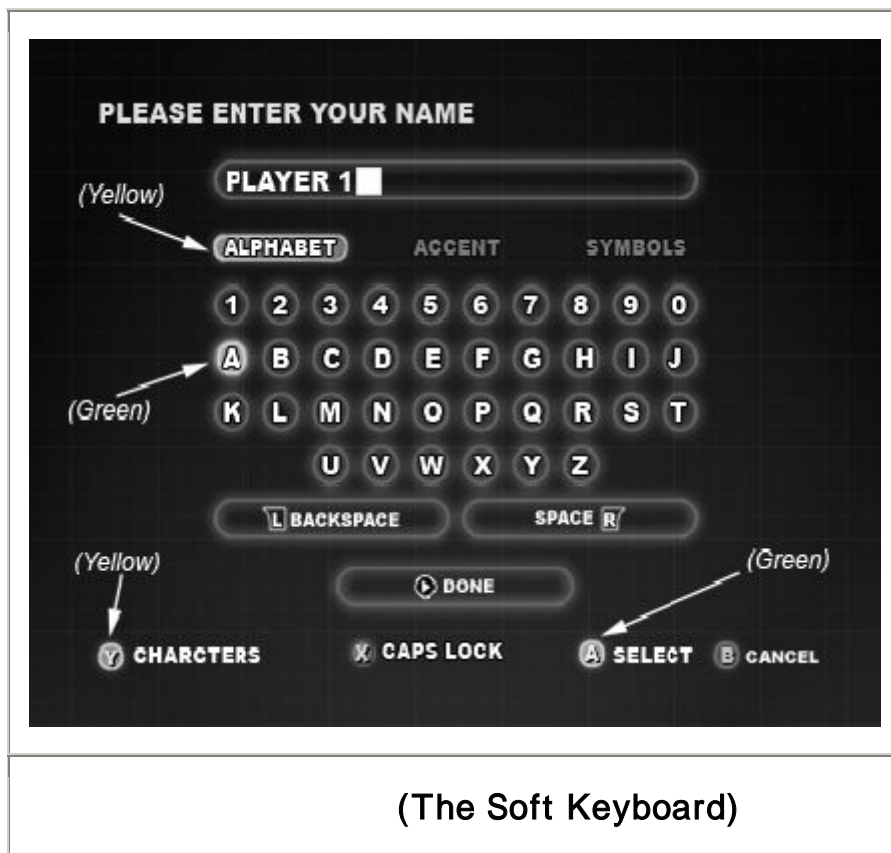 PLEASE ENTER YOUR NAME
PLAYER 1
(Yellow)
ALPHABET ACCENT SYMBOLS
1 2 3 4 5 6 7 8 9 0
A B C D E F G H I J
(Green)
K L M N O P Q R S T
U V W X Y Z
L BACKSPACE SPACE R
(Yellow) (Green)
DONE
Y CHARCTERS X CAPS LOCK A SELECT B CANCEL
(The Soft Keyboard)